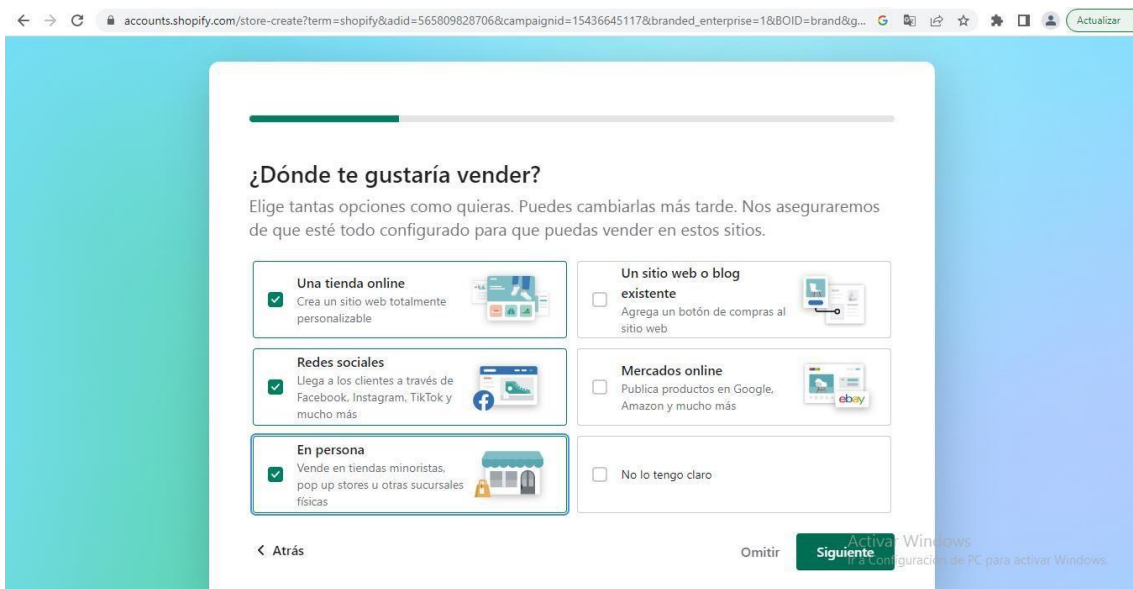 accounts.shopify.com/store-create?term=shopify&adid=565809828706&campaignid=15436645117&branded_enterprise=1&BOID=brand&g...
Actualizar
¿Dónde te gustaría vender?
Elige tantas opciones como quieras. Puedes cambiarlas más tarde. Nos aseguraremos
de que esté todo configurado para que puedas vender en estos sitios.
Una tienda online
Crea un sitio web totalmente
personalizable
Un sitio web o blog
existente
Agrega un botón de compras al
sitio web
Redes sociales
Llega a los clientes a través de
Facebook, Instagram, TikTok y
mucho más
Mercados online
Publica productos en Google,
Amazon y mucho más
ebay
En persona
Vende en tiendas minoristas,
pop up stores u otras sucursales
físicas
No lo tengo claro
Atrás
Omitir
Siguiente
Activar Windows
Ir a Configuración de PC para activar Windows.